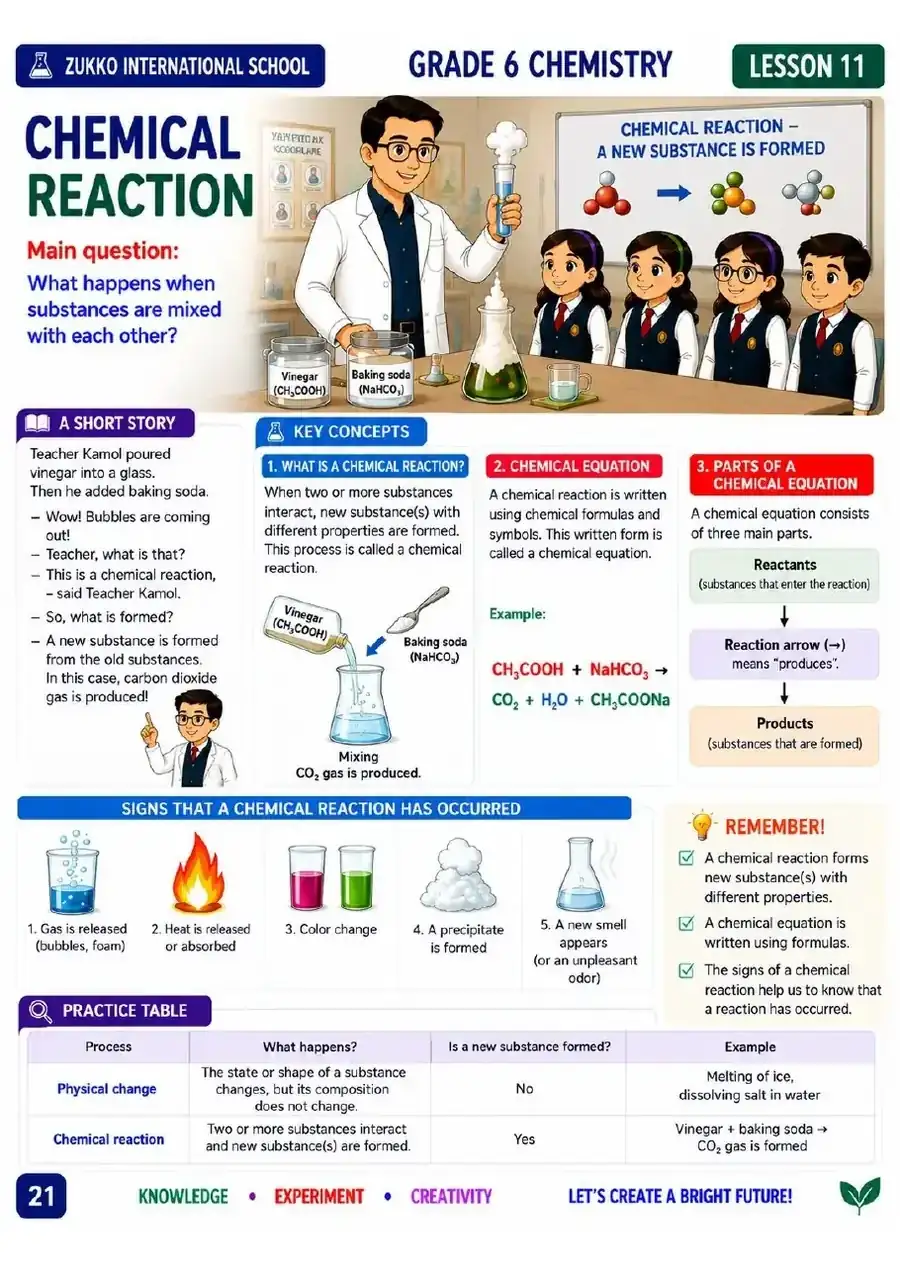 ZUKKO INTERNATIONAL SCHOOL
GRADE 6 CHEMISTRY
LESSON 11
CHEMICAL
REACTION
Main question:
What happens when
substances are mixed
with each other?
CHEMICAL REACTION –
A NEW SUBSTANCE IS FORMED
Vinegar
(CH₃COOH)
Baking soda
(NaHCO₃)
A SHORT STORY
Teacher Kamol poured
vinegar into a glass.
Then he added baking soda.
– Wow! Bubbles are coming
out!
– Teacher, what is that?
– This is a chemical reaction,
– said Teacher Kamol.
– So, what is formed?
– A new substance is formed
from the old substances.
In this case, carbon dioxide
gas is produced!
KEY CONCEPTS
1. WHAT IS A CHEMICAL REACTION?
When two or more substances
interact, new substance(s) with
different properties are formed.
This process is called a chemical
reaction.
Vinegar
(CH₃COOH)
Baking soda
(NaHCO₃)
Mixing
CO₂ gas is produced.
2. CHEMICAL EQUATION
A chemical reaction is written
using chemical formulas and
symbols. This written form is
called a chemical equation.
Example:
CH₃COOH + NaHCO₃ →
CO₂ + H₂O + CH₃COONa
3. PARTS OF A
CHEMICAL EQUATION
A chemical equation consists
of three main parts.
Reactants
(substances that enter the reaction)
Reaction arrow (→)
means “produces”.
Products
(substances that are formed)
SIGNS THAT A CHEMICAL REACTION HAS OCCURRED
1. Gas is released
(bubbles, foam)
2. Heat is released
or absorbed
3. Color change
4. A precipitate
is formed
5. A new smell
appears
(or an unpleasant
odor)
REMEMBER!
A chemical reaction forms
new substance(s) with
different properties.
A chemical equation is
written using formulas.
The signs of a chemical
reaction help us to know that
a reaction has occurred.
PRACTICE TABLE
Process
What happens?
Is a new substance formed?
Example
Physical change
The state or shape of a substance
changes, but its composition
does not change.
No
Melting of ice,
dissolving salt in water
Chemical reaction
Two or more substances interact
and new substance(s) are formed.
Yes
Vinegar + baking soda →
CO₂ gas is formed
21
KNOWLEDGE • EXPERIMENT • CREATIVITY
LET'S CREATE A BRIGHT FUTURE!